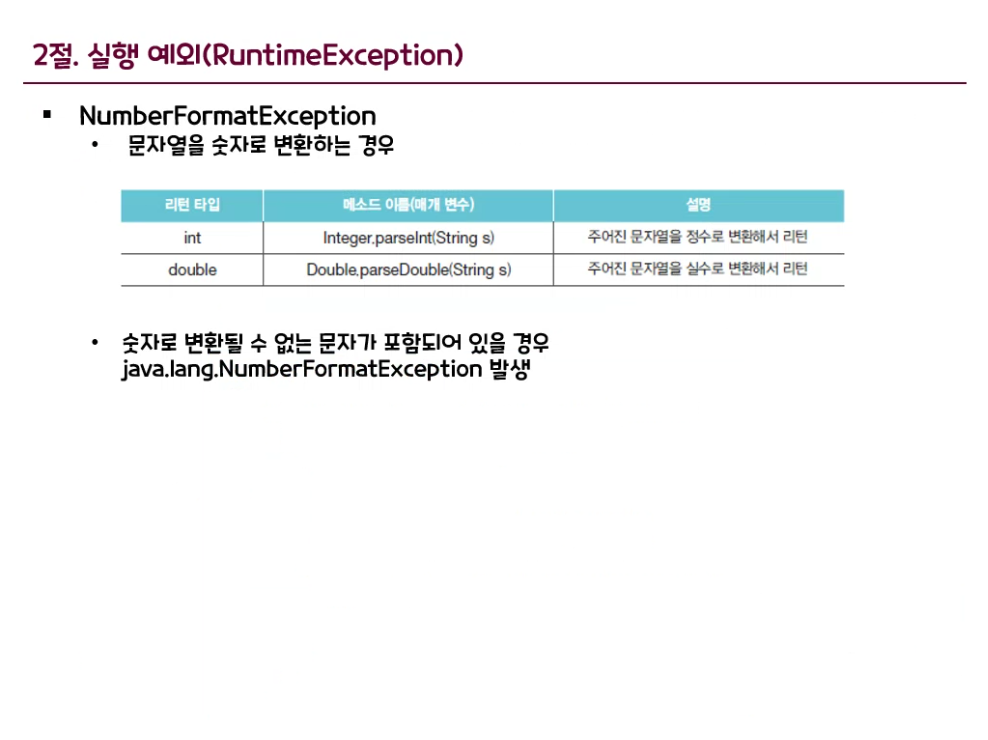 2절. 실행 예외(RuntimeException)
▪ NumberFormatException
• 문자열을 숫자로 변환하는 경우
리턴 타입 메소드 이름(매개 변수) 설명
int Integer.parseInt(String s) 주어진 문자열을 정수로 변환해서 리턴
double Double.parseDouble(String s) 주어진 문자열을 실수로 변환해서 리턴
• 숫자로 변환될 수 없는 문자가 포함되어 있을 경우
java.lang.NumberFormatException 발생